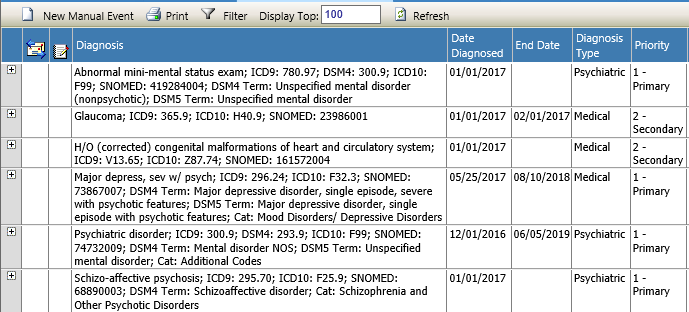 New Manual Event Print Filter Display Top: 100 Refresh
Diagnosis Date Diagnosed End Date Diagnosis Type Priority
Abnormal mini-mental status exam; ICD9: 780.97; DSM4: 300.9; ICD10: 01/01/2017 Psychiatric 1 -
F99; SNOMED: 419284004; DSM4 Term: Unspecified mental disorder Primary
(nonpsychotic); DSM5 Term: Unspecified mental disorder
Glaucoma; ICD9: 365.9; ICD10: H40.9; SNOMED: 23986001 01/01/2017 02/01/2017 Medical 2 -
Secondary
H/O (corrected) congenital malformations of heart and circulatory system; 01/01/2017 Medical 2 -
ICD9: V13.65; ICD10: Z87.74; SNOMED: 161572004 Secondary
Major depress, sev w/ psych; ICD9: 296.24; ICD10: F32.3; SNOMED: 05/25/2017 08/10/2018 Medical 1 -
73867007; DSM4 Term: Major depressive disorder, single episode, severe Primary
with psychotic features; DSM5 Term: Major depressive disorder, single
episode with psychotic features; Cat: Mood Disorders/ Depressive Disorders
Psychiatric disorder; ICD9: 300.9; DSM4: 293.9; ICD10: F99; SNOMED: 12/01/2016 06/05/2019 Psychiatric 1 -
74732009; DSM4 Term: Mental disorder NOS; DSM5 Term: Unspecified Primary
mental disorder; Cat: Additional Codes
Schizo-affective psychosis; ICD9: 295.70; ICD10: F25.9; SNOMED: 01/01/2017 Psychiatric 1 -
68890003; DSM4 Term: Schizoaffective disorder; Cat: Schizophrenia and Primary
Other Psychotic Disorders